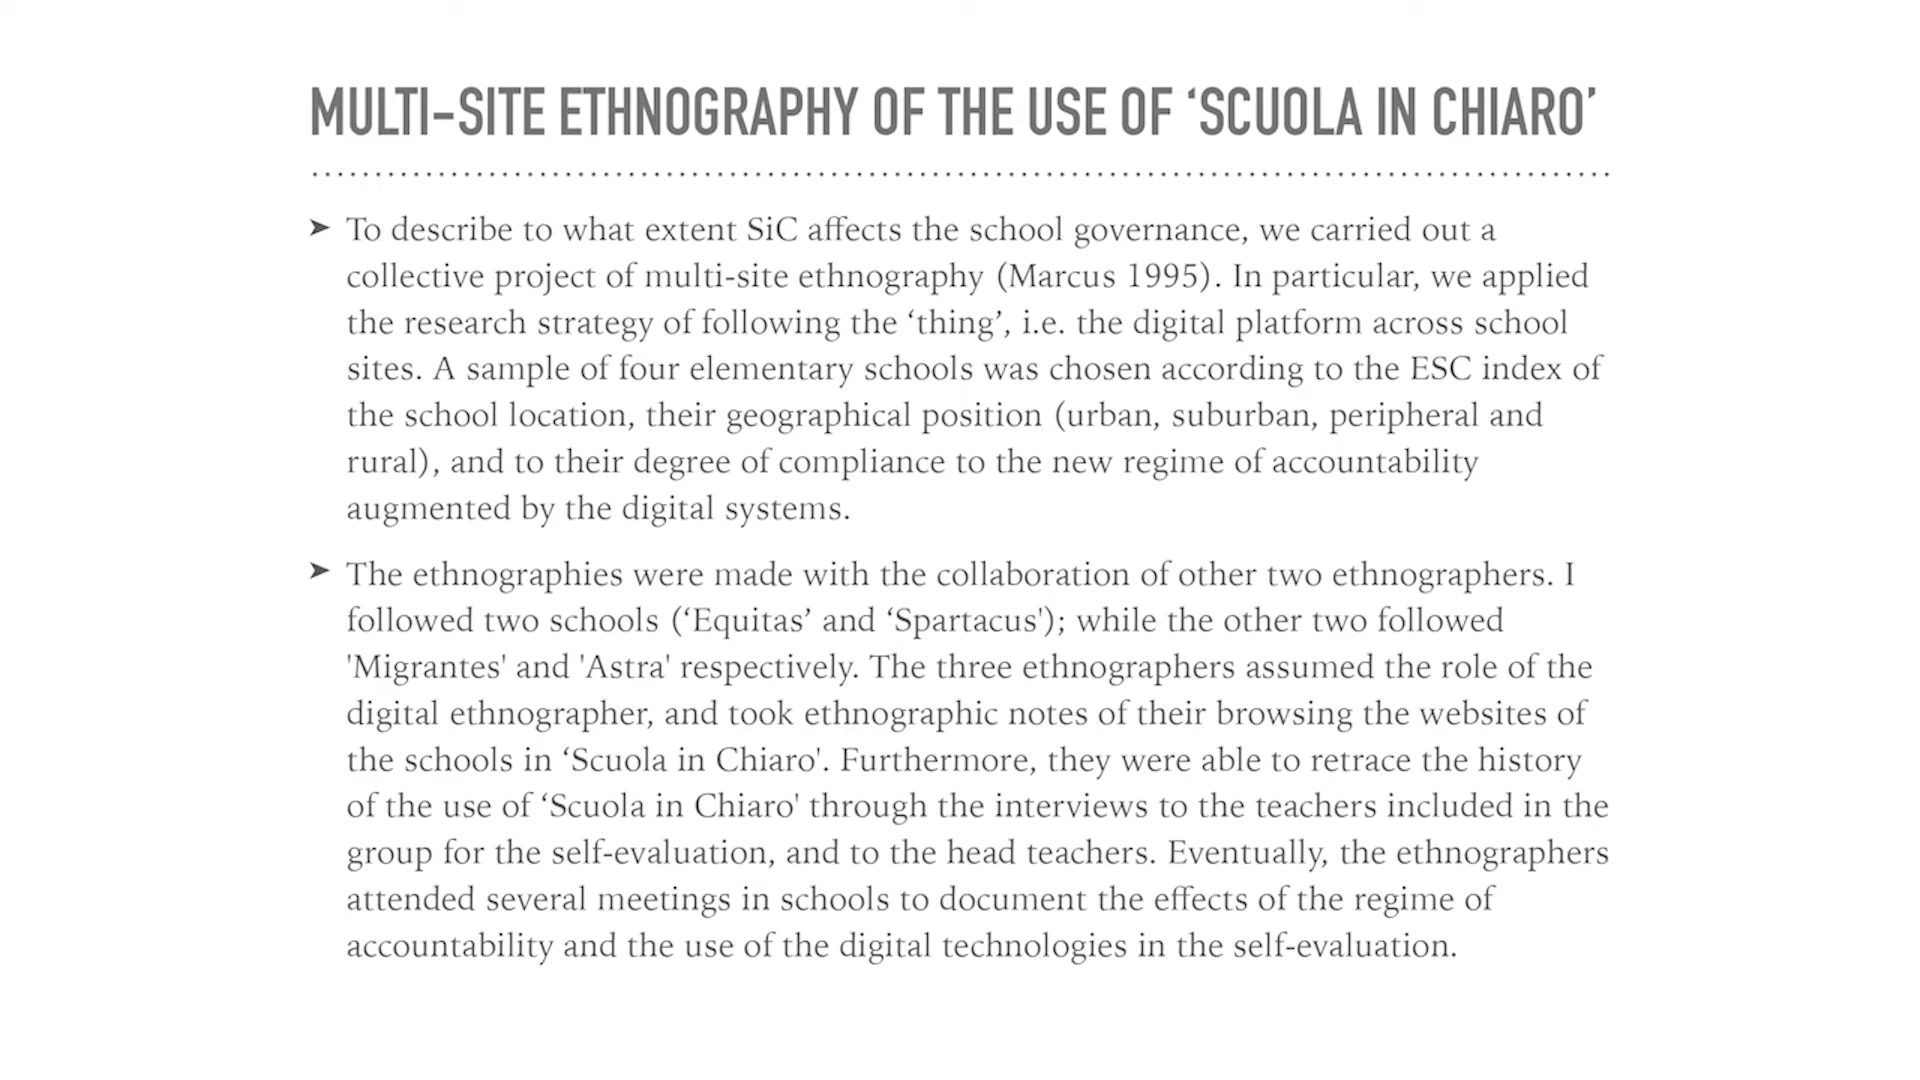 MULTI-SITE ETHNOGRAPHY OF THE USE OF ‘SCUOLA IN CHIARO’
➤ To describe to what extent SiC affects the school governance, we carried out a
collective project of multi-site ethnography (Marcus 1995). In particular, we applied
the research strategy of following the ‘thing’, i.e. the digital platform across school
sites. A sample of four elementary schools was chosen according to the ESC index of
the school location, their geographical position (urban, suburban, peripheral and
rural), and to their degree of compliance to the new regime of accountability
augmented by the digital systems.
➤ The ethnographies were made with the collaboration of other two ethnographers. I
followed two schools (‘Equitas’ and ‘Spartacus'); while the other two followed
'Migrantes' and 'Astra' respectively. The three ethnographers assumed the role of the
digital ethnographer, and took ethnographic notes of their browsing the websites of
the schools in ‘Scuola in Chiaro'. Furthermore, they were able to retrace the history
of the use of ‘Scuola in Chiaro' through the interviews to the teachers included in the
group for the self-evaluation, and to the head teachers. Eventually, the ethnographers
attended several meetings in schools to document the effects of the regime of
accountability and the use of the digital technologies in the self-evaluation.